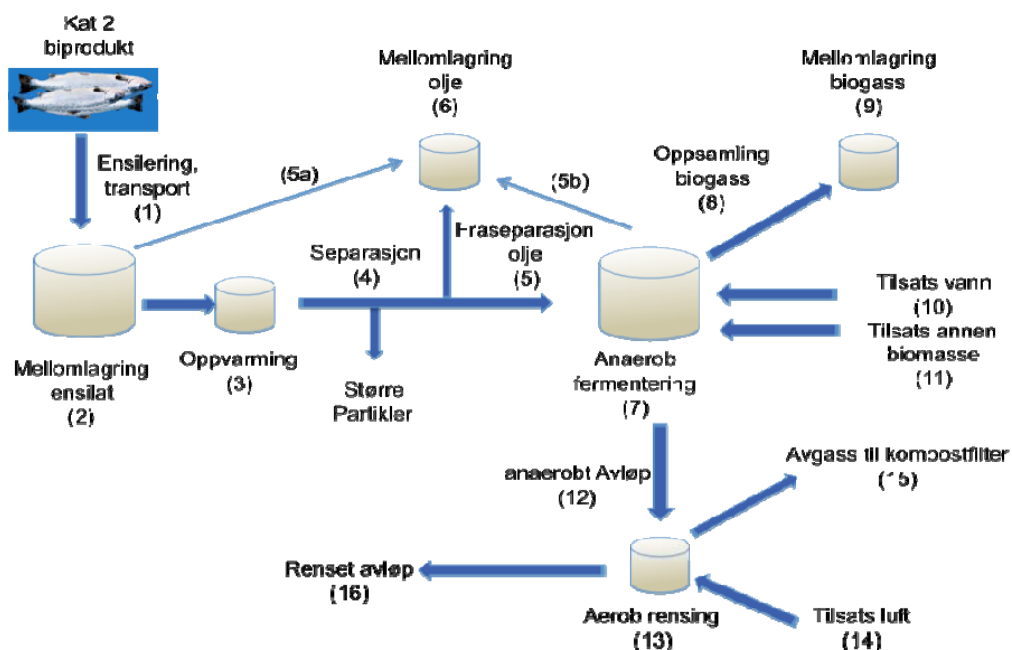 Kat 2
biprodukt
Mellomlagring
olje
(6)
Mellomlagring
biogass
(9)
Ensilering,
transport
(1)
(5a)
(5b)
Oppsamling
biogass
(8)
Separasjon
(4)
Fraseparasjon
olje
(5)
Tilsats vann
(10)
Tilsats annen
biomasse
(11)
Mellomlagring
ensilat
(2)
Oppvarming
(3)
Større
Partikler
Anaerob
fermentering
(7)
anaerobt Avløp
(12)
Avgass til kompostfilter
(15)
Renset avløp
(16)
Aerob rensing
(13)
Tilsats luft
(14)